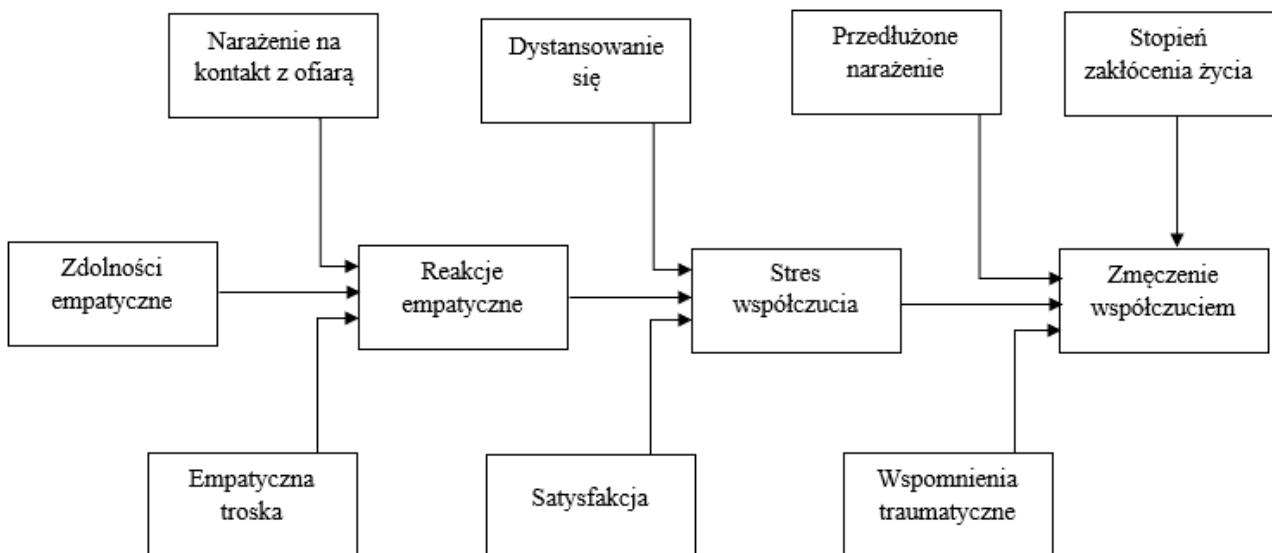 Narażenie na
kontakt z ofiarą
Dystansowanie
się
Przedłużone
narażenie
Stopień
zakłócenia życia
Zdolności
empatyczne
Reakcje
empatyczne
Stres
współczucia
Zmęczenie
współczuciem
Empatyczna
troska
Satysfakcja
Wspomnienia
traumatyczne